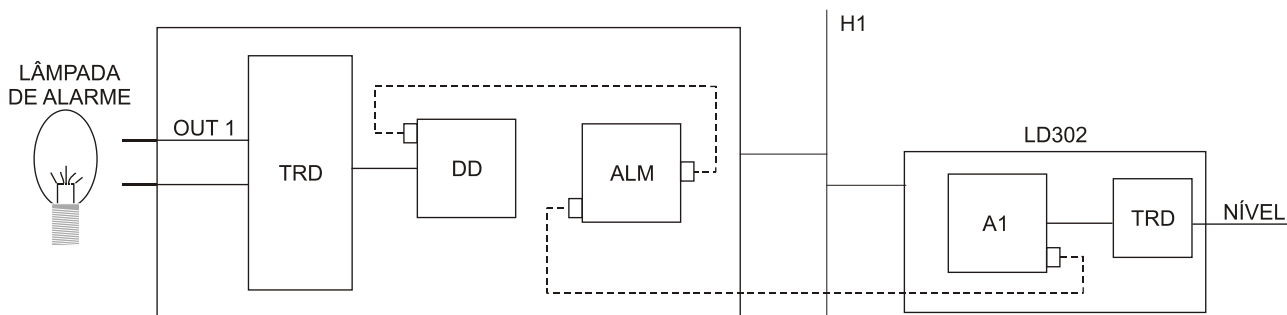 LÂMPADA
DE ALARME
OUT 1
TRD
DD
ALM
H1
LD302
A1
TRD
NÍVEL